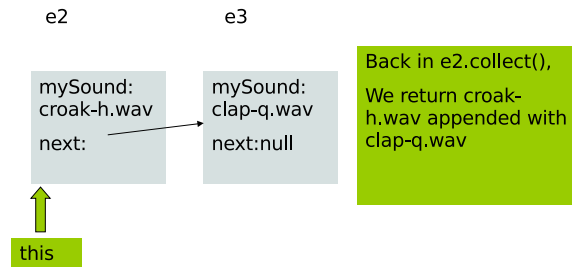 e2
e3
mySound:
croak-h.wav
next:
mySound:
clap-q.wav
next:null
Back in e2.collect(),
We return croak-
h.wav appended with
clap-q.wav
this